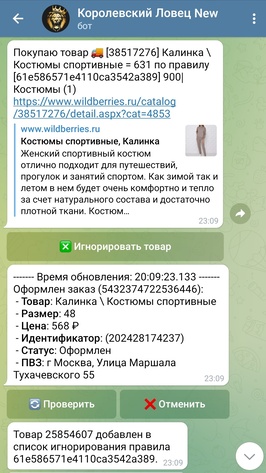 Королевский Ловец New
бот
Покупаю товар 🚚 [38517276] Калинка \
Костюмы спортивные = 631 по правилу
[61e586571e4110ca3542a389] 900|
Костюмы (1)
https://www.wildberries.ru/catalog
/38517276/detail.aspx?cat=4853
www.wildberries.ru
Костюмы спортивные, Калинка
Женский спортивный костюм
отлично подходит для путешествий,
прогулок и занятий спортом. Как зимой так и
летом в нем будет очень комфортно и тепло
за счет натурального состава и достаточно
плотной ткани. Костюм…
23:09
❎ Игнорировать товар
------- Время обновления: 20:09:23.133 -------
Оформлен заказ (5432374722536446):
- Товар: Калинка \ Костюмы спортивные
- Размер: 48
- Цена: 568 ₽
- Идентификатор: (202428174237)
- Статус: Оформлен
- ПВЗ: г Москва, Улица Маршала
Тухачевского 55
23:09
🔄 Проверить
❌ Отменить
Товар 25854607 добавлен в
список игнорирования правила
61e586571e4110ca3542a389.
23:09